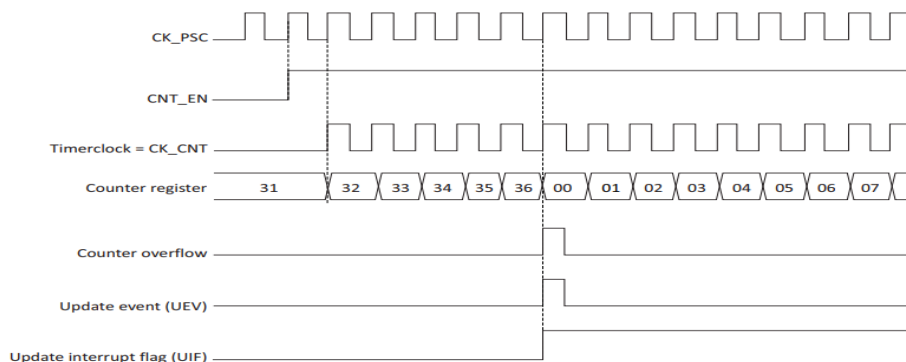 CK_PSC
CNT_EN
Timerclock = CK_CNT
Counter register 31 32 33 34 35 36 00 01 02 03 04 05 06 07
Counter overflow
Update event (UEV)
Update interrupt flag (UIF)